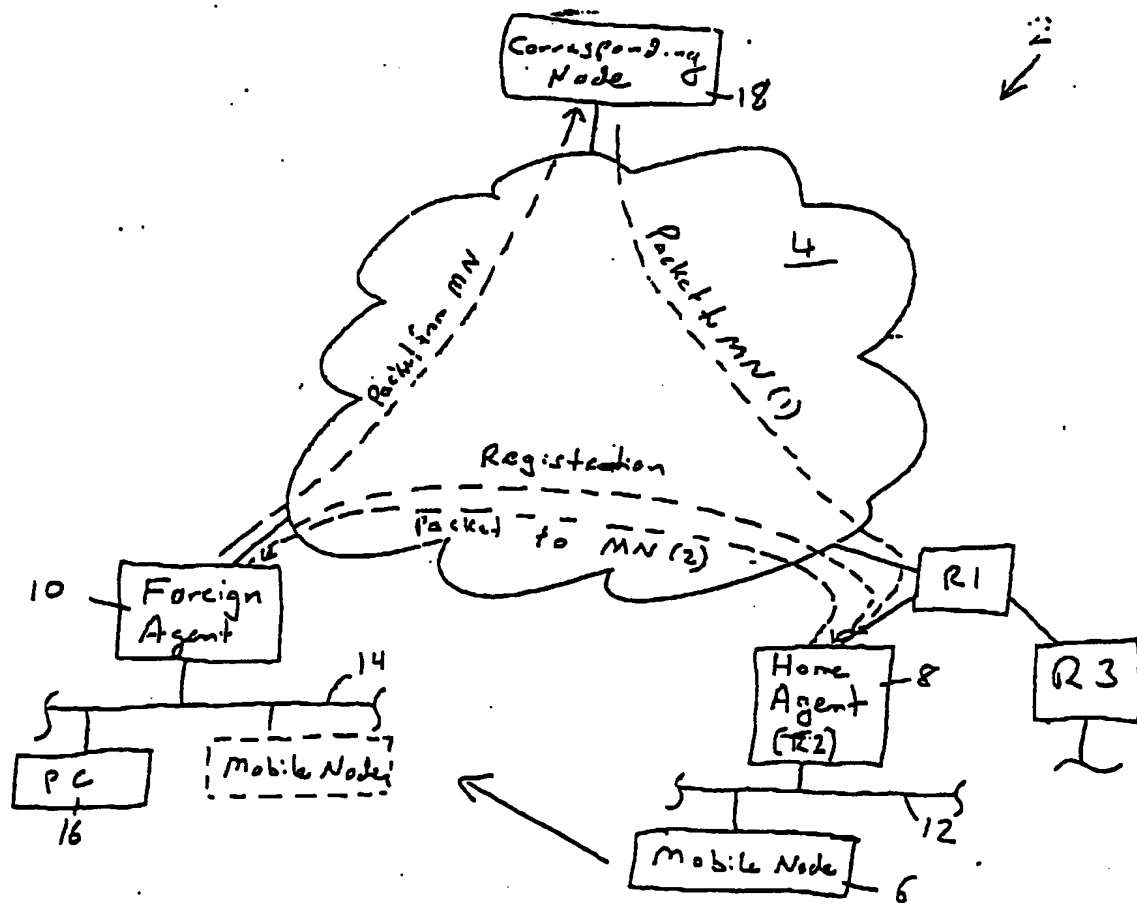 2
Corresponding
Node
18
4
Packet from MN
Packet to MN (1)
Registration
Packet to MN (2)
R1
10
Foreign
Agent
Home
Agent
(R2)
8
R3
14
Mobile Node
PC
16
12
Mobile Node
6